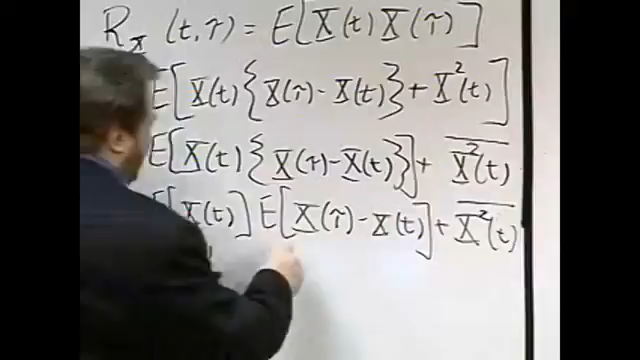 R_X (t,τ) = E[X(t)X(τ)]
E[X(t){X(τ)-X(t)}+X²(t)]
E[X(t){X(τ)-X(t)}]+ \overline{X²(t)}
E[X(t)]E[X(τ)-X(t)]+ \overline{X²(t)}